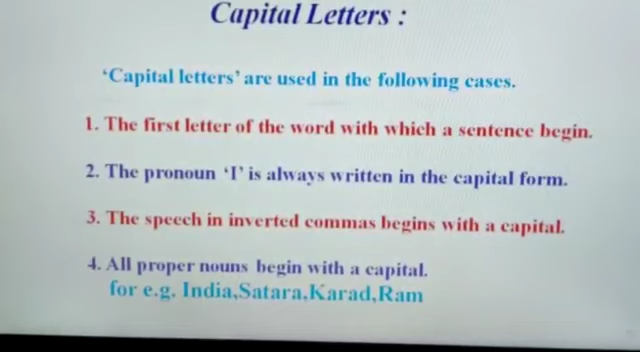 Capital Letters :
‘Capital letters’ are used in the following cases.
1. The first letter of the word with which a sentence begin.
2. The pronoun ‘I’ is always written in the capital form.
3. The speech in inverted commas begins with a capital.
4. All proper nouns begin with a capital.
for e.g. India,Satara,Karad,Ram